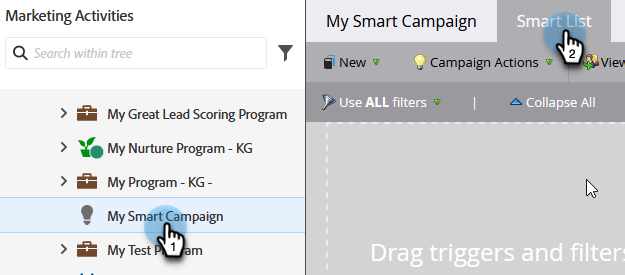 Marketing Activities
Search within tree
My Great Lead Scoring Program
My Nurture Program - KG
My Program - KG -
My Smart Campaign
1
My Test Program
My Smart Campaign Smart List
2
New Campaign Actions View
Use ALL filters | Collapse All
Drag triggers and filters